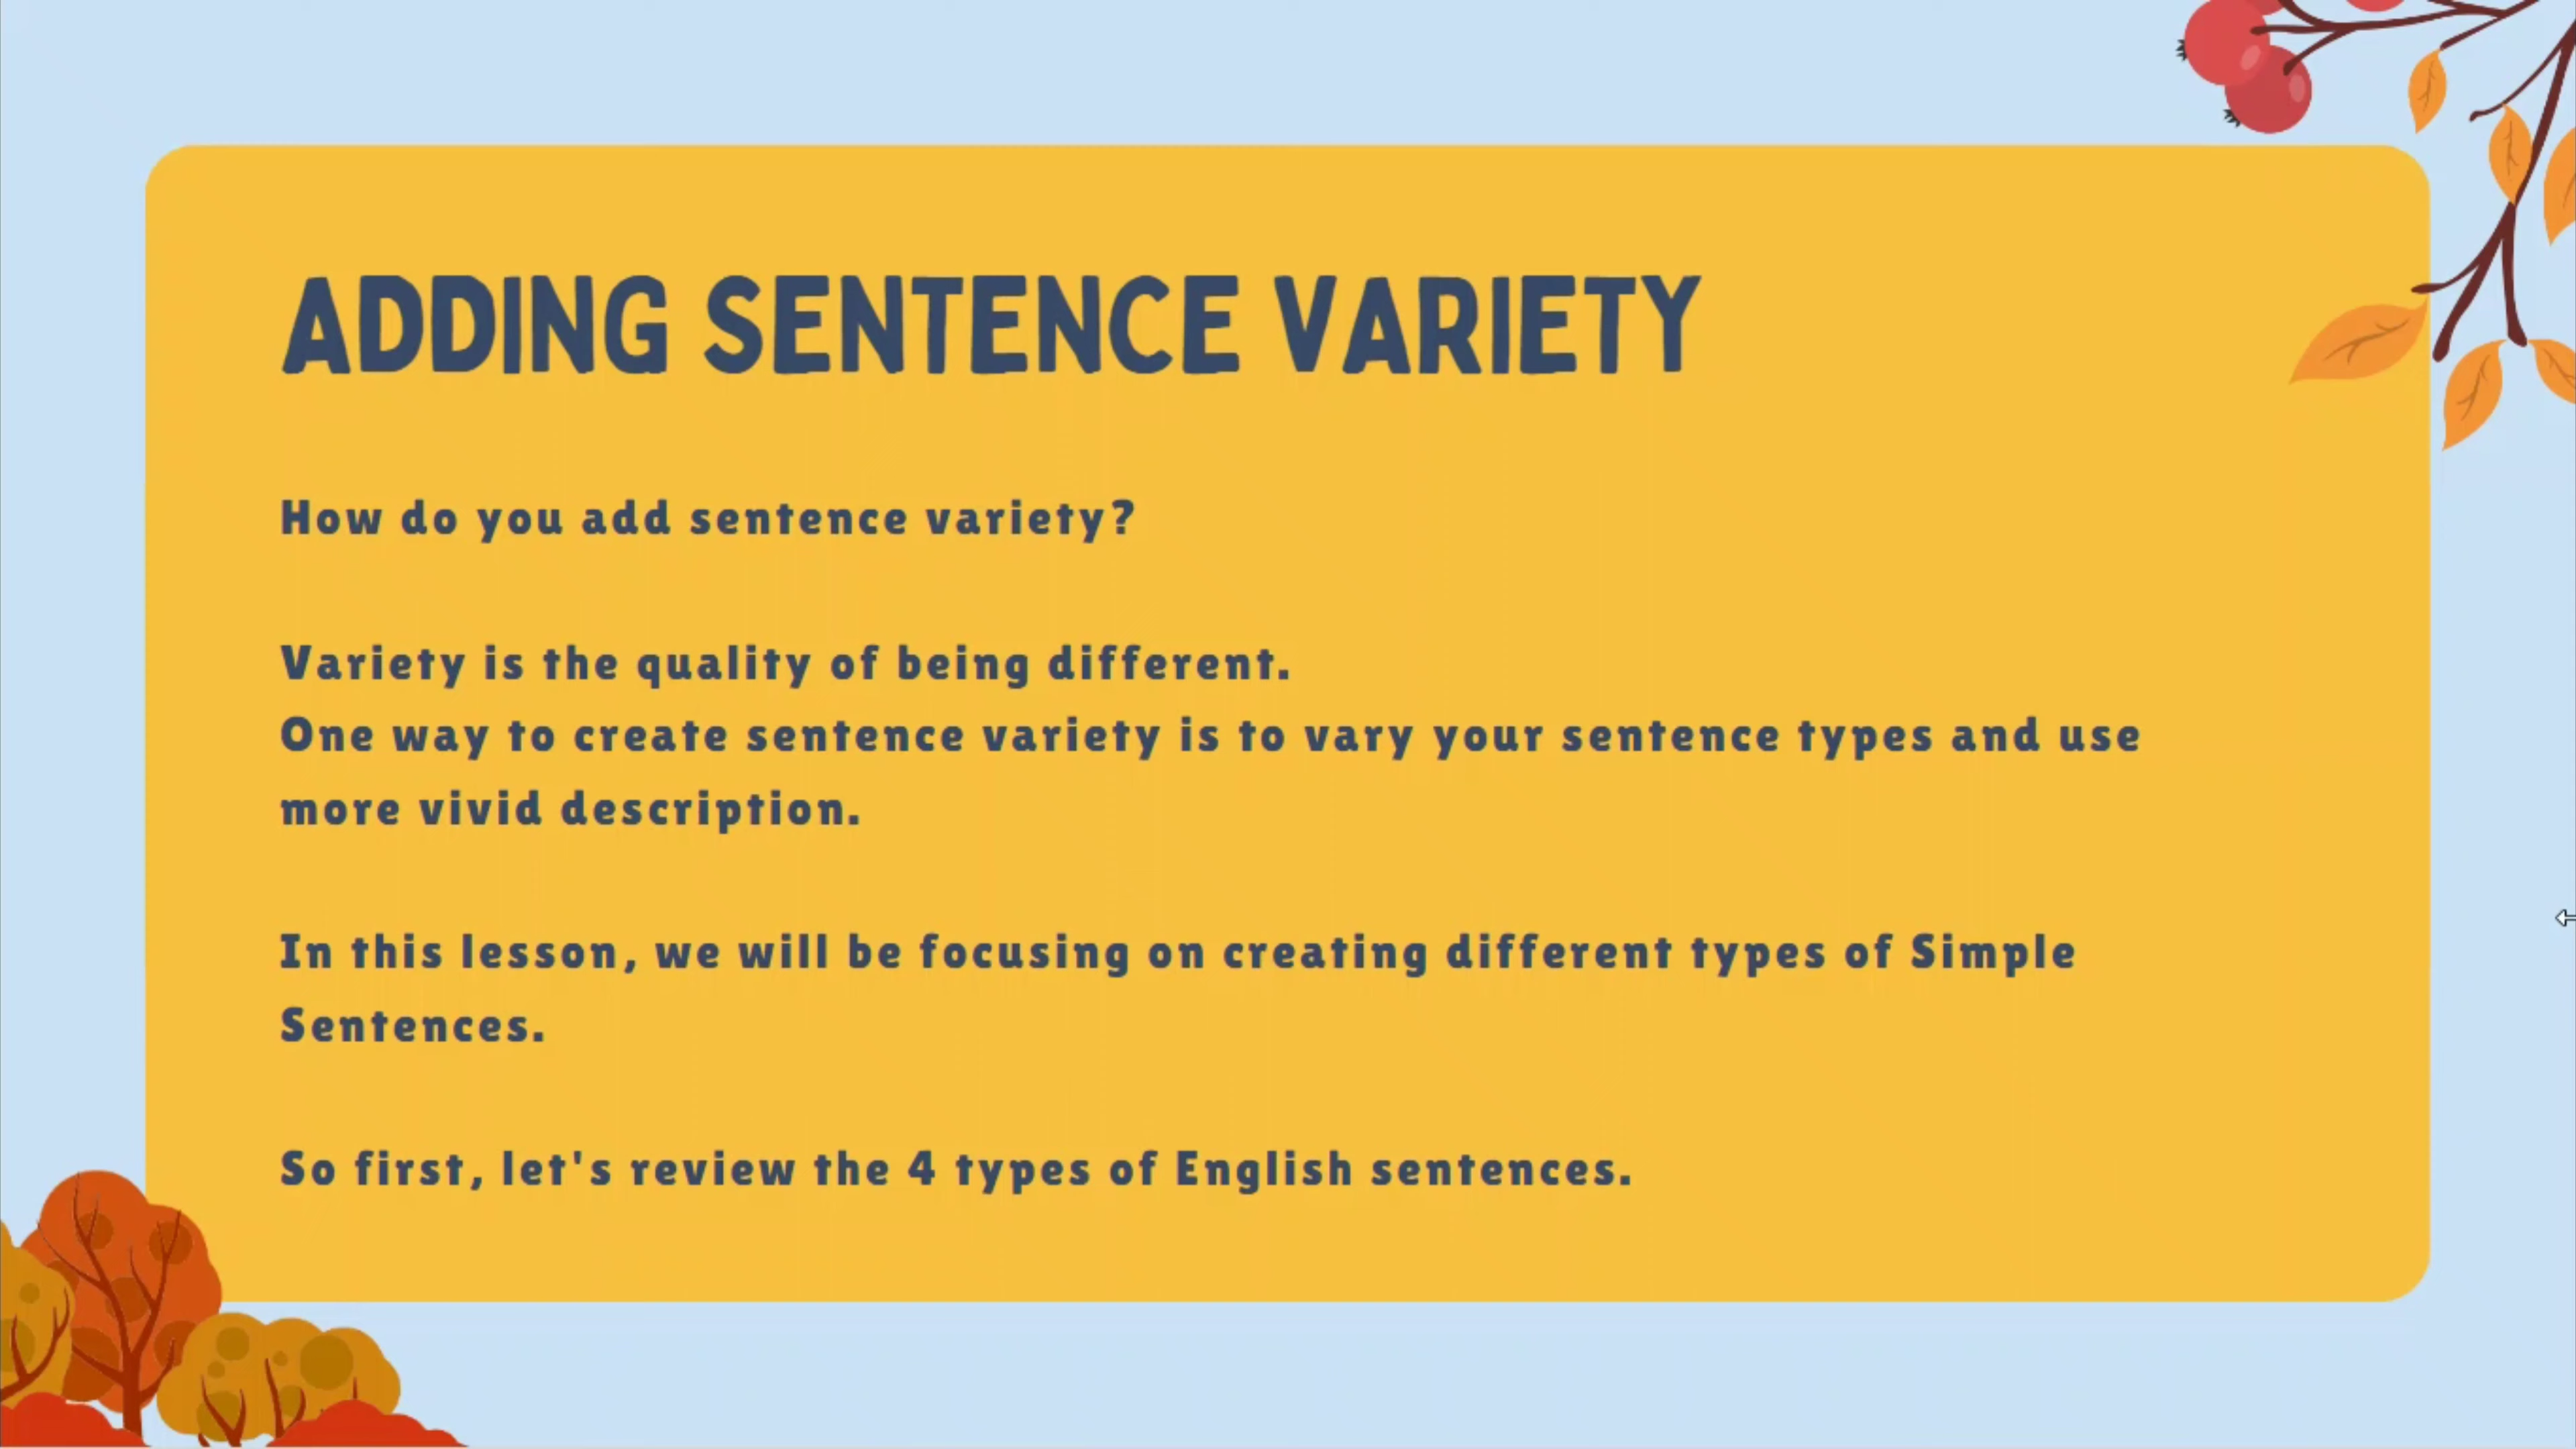 ADDING SENTENCE VARIETY
How do you add sentence variety?
Variety is the quality of being different.
One way to create sentence variety is to vary your sentence types and use
more vivid description.
In this lesson, we will be focusing on creating different types of Simple
Sentences.
So first, let's review the 4 types of English sentences.